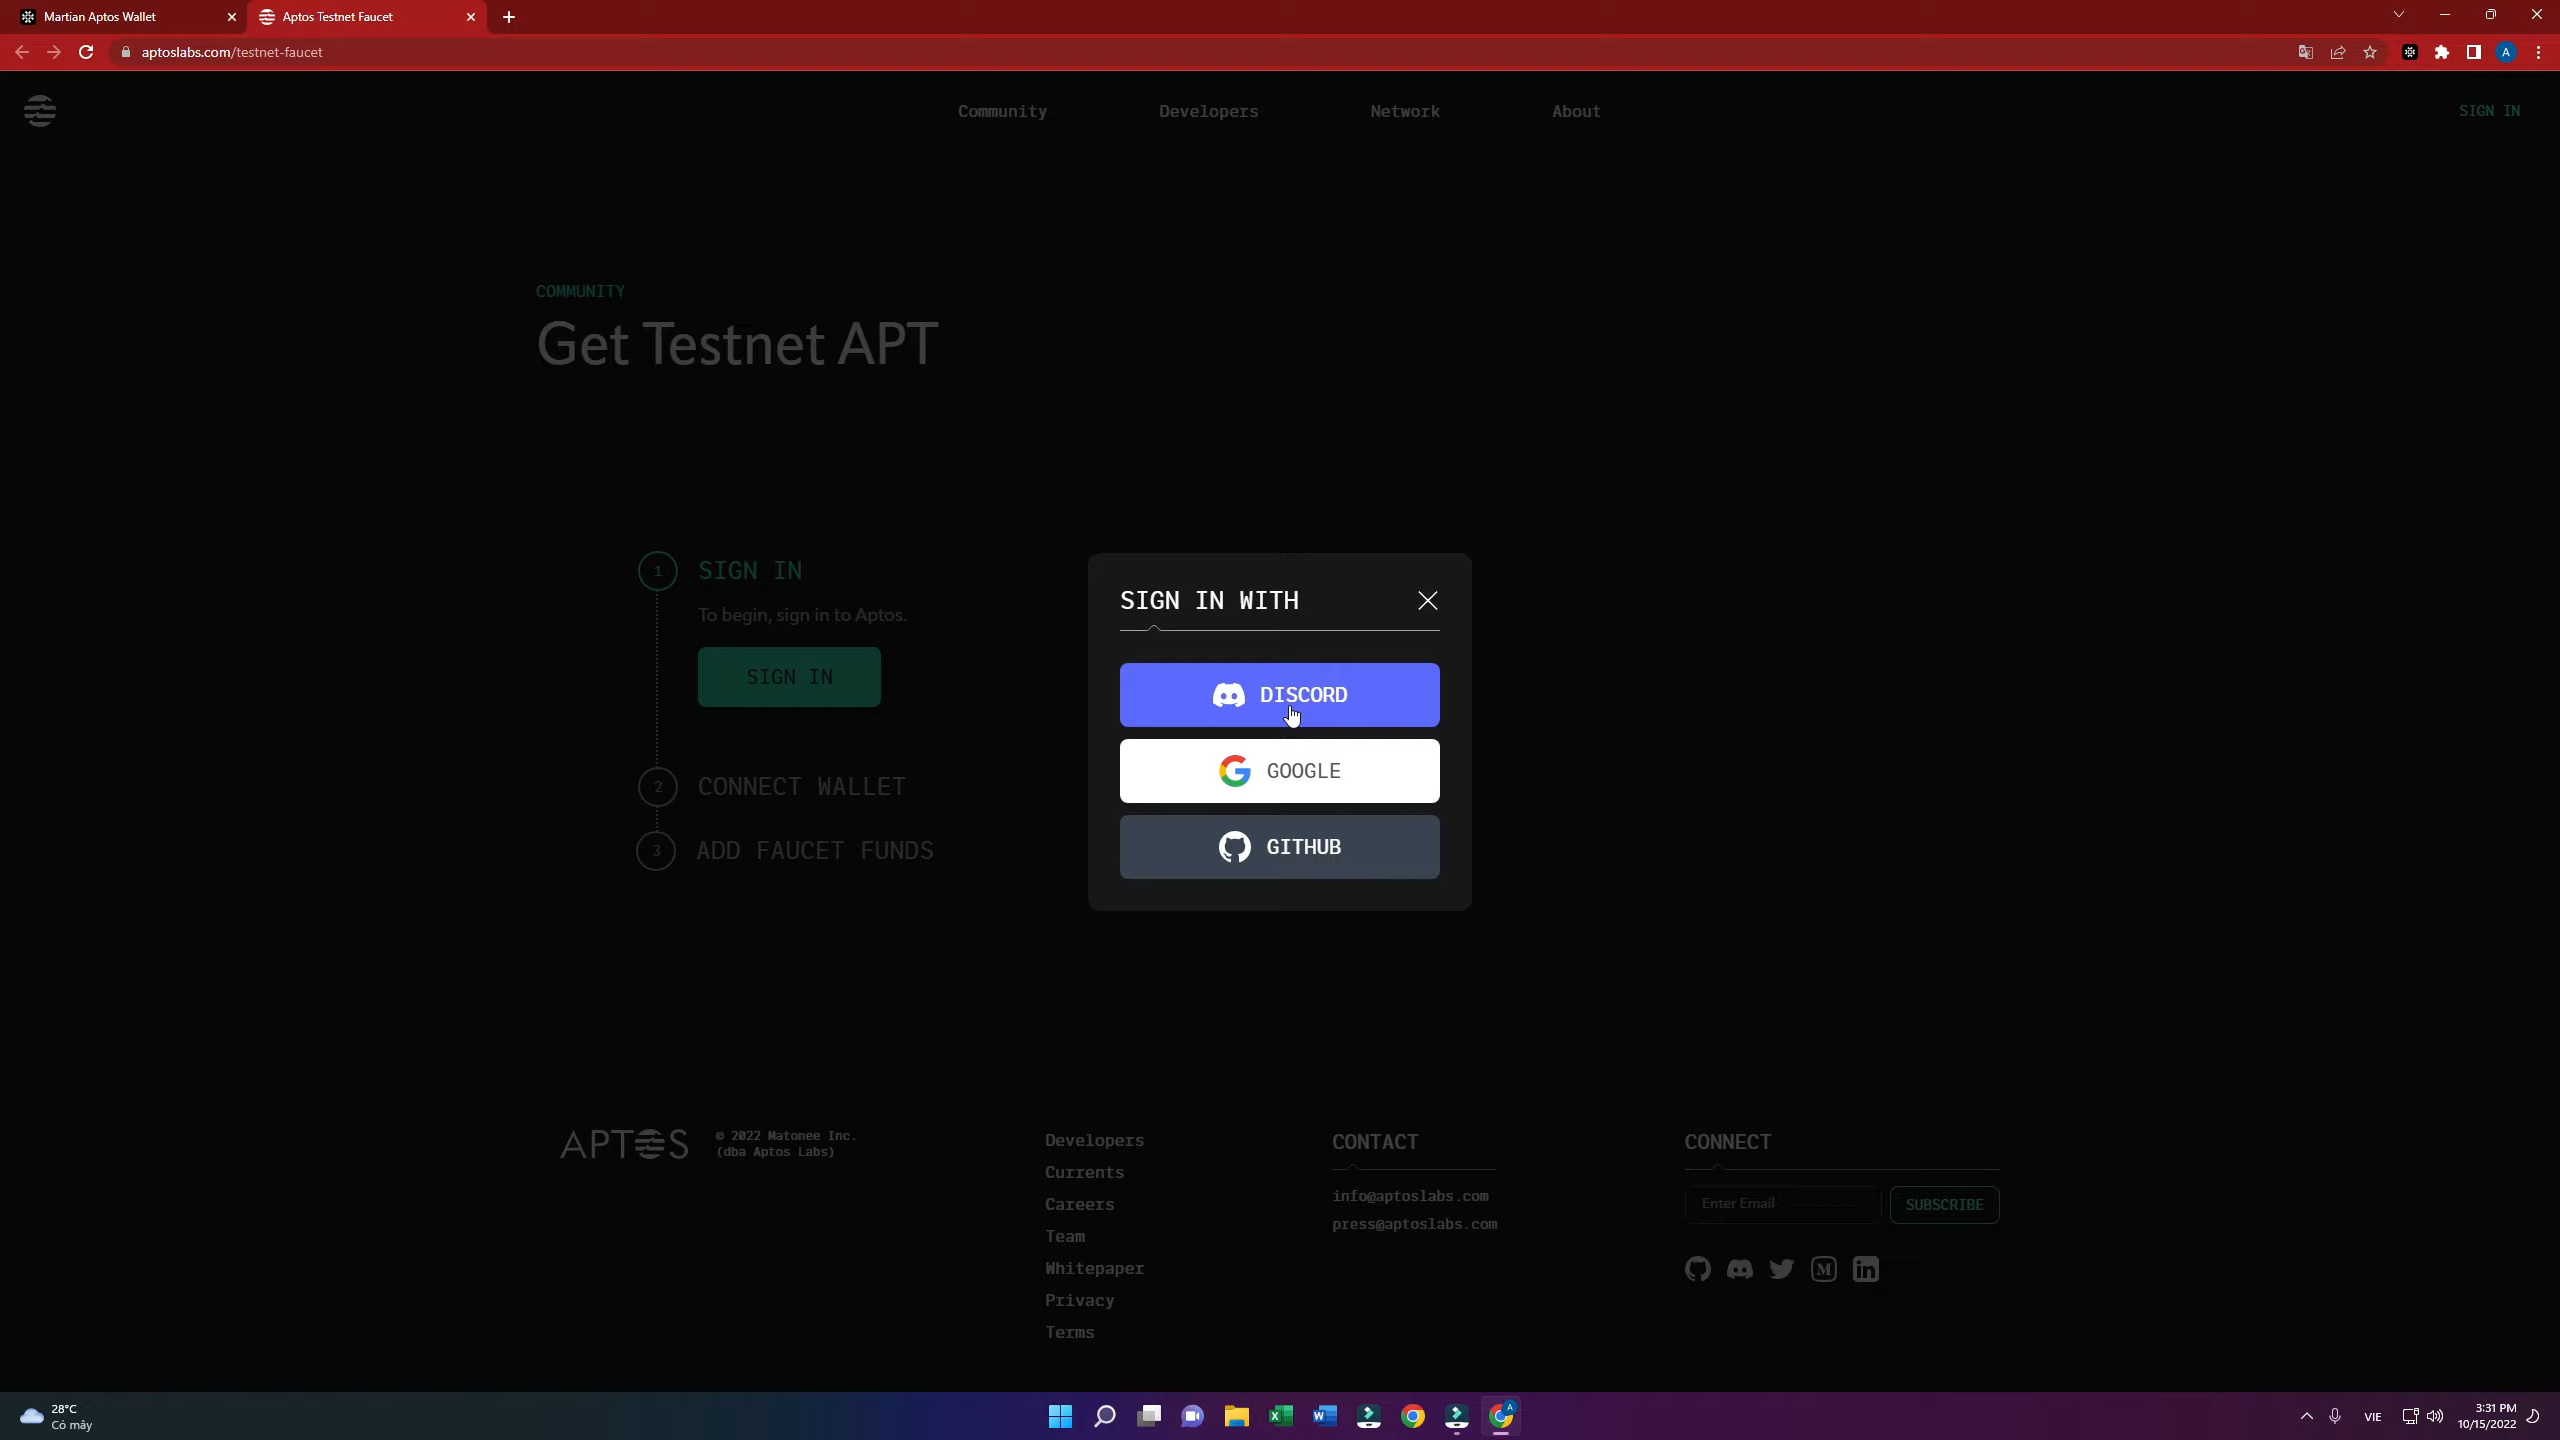 Martian Aptos Wallet
Aptos Testnet Faucet
aptoslabs.com/testnet-faucet
A
Community
Developers
Network
About
SIGN IN
COMMUNITY
Get Testnet APT
1
SIGN IN
To begin, sign in to Aptos.
SIGN IN
2
CONNECT WALLET
3
ADD FAUCET FUNDS
SIGN IN WITH
DISCORD
GOOGLE
GITHUB
APTOS
© 2022 Matonee Inc.
(dba Aptos Labs)
Developers
Currents
Careers
Team
Whitepaper
Privacy
Terms
CONTACT
info@aptoslabs.com
press@aptoslabs.com
CONNECT
Enter Email
SUBSCRIBE
28°C
Có mây
VIE
3:31 PM
10/15/2022